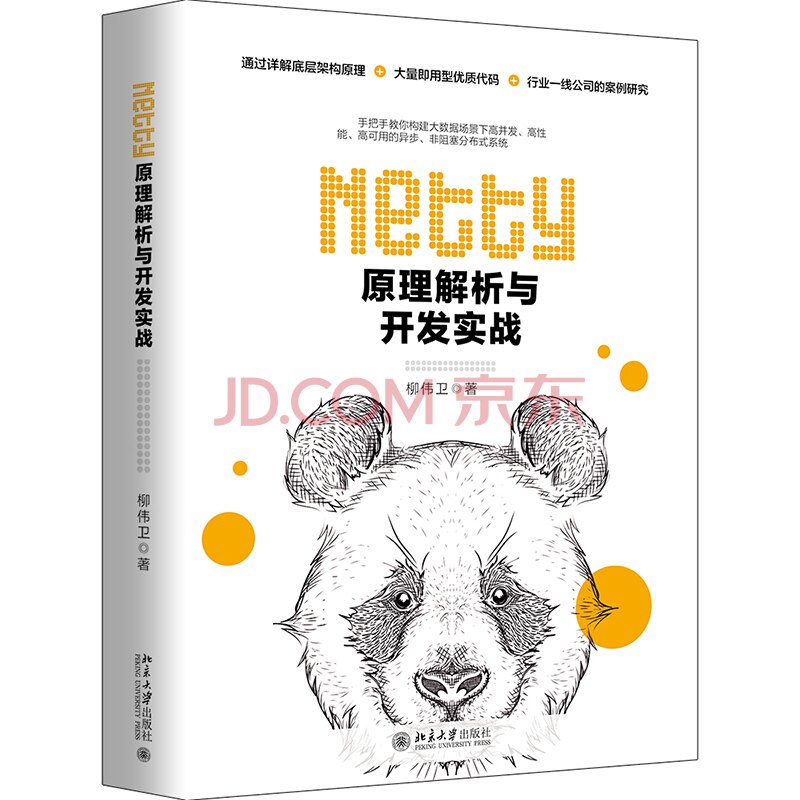 通过详解底层架构原理 + 大量即用型优质代码 + 行业一线公司的案例研究
手把手教你构建大数据场景下高并发、高性
能、高可用的异步、非阻塞分布式系统
Netty
原理解析与
开发实战
柳伟卫◎著
JD.COM 京东
北京大学出版社
PEKING UNIVERSITY PRESS
Netty
原理解析与开发实战
柳伟卫◎著
北京大学出版社
PEKING UNIVERSITY PRESS